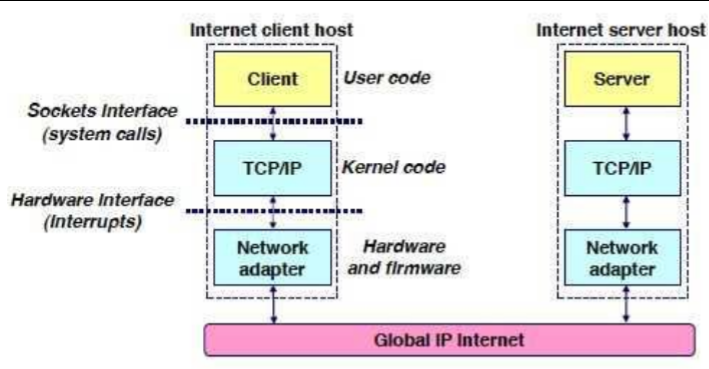 Internet client host
Internet server host
Client
User code
Server
Sockets Interface
(system calls)
TCP/IP
Kernel code
TCP/IP
Hardware Interface
(Interrupts)
Network
adapter
Hardware
and firmware
Network
adapter
Global IP Internet